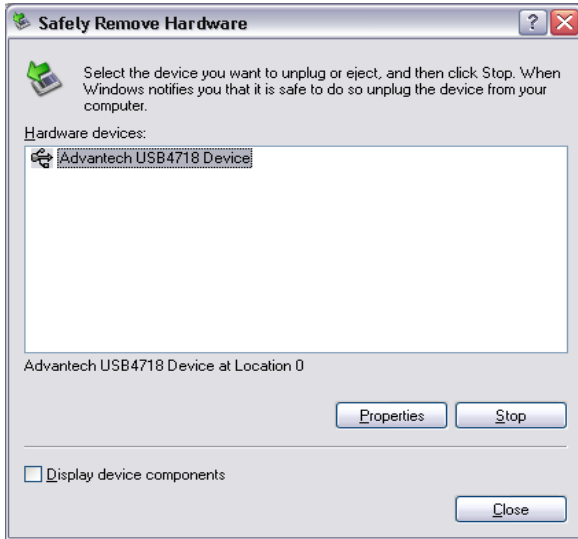 Safely Remove Hardware
?
X
Select the device you want to unplug or eject, and then click Stop. When
Windows notifies you that it is safe to do so unplug the device from your
computer.
Hardware devices:
Advantech USB4718 Device
Advantech USB4718 Device at Location 0
Properties Stop
Display device components
Close